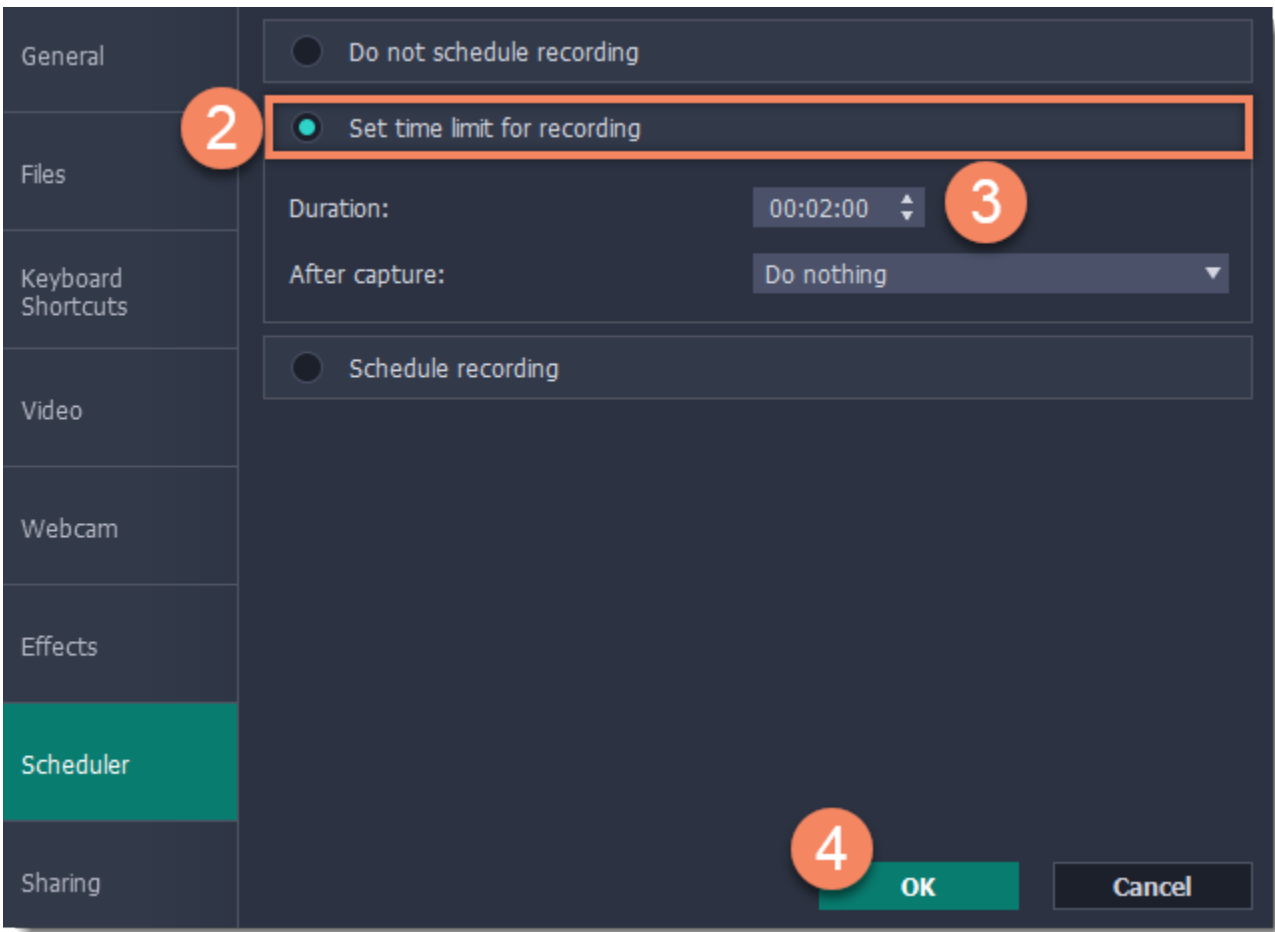 General
Do not schedule recording
2
Set time limit for recording
Files
Duration:
00:02:00
3
Keyboard
Shortcuts
After capture:
Do nothing
Schedule recording
Video
Webcam
Effects
Scheduler
4
Sharing
OK
Cancel